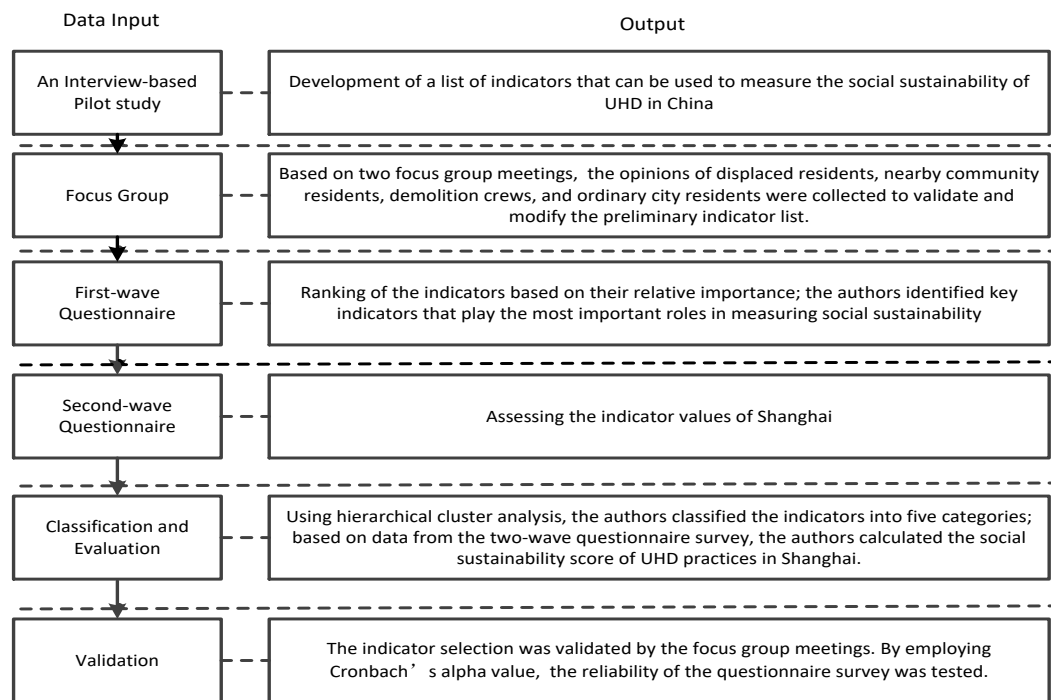 Data Input
Output
An Interview-based
Pilot study
Development of a list of indicators that can be used to measure the social sustainability of
UHD in China
Focus Group
Based on two focus group meetings, the opinions of displaced residents, nearby community
residents, demolition crews, and ordinary city residents were collected to validate and
modify the preliminary indicator list.
First-wave
Questionnaire
Ranking of the indicators based on their relative importance; the authors identified key
indicators that play the most important roles in measuring social sustainability
Second-wave
Questionnaire
Assessing the indicator values of Shanghai
Classification and
Evaluation
Using hierarchical cluster analysis, the authors classified the indicators into five categories;
based on data from the two-wave questionnaire survey, the authors calculated the social
sustainability score of UHD practices in Shanghai.
Validation
The indicator selection was validated by the focus group meetings. By employing
Cronbach’ s alpha value, the reliability of the questionnaire survey was tested.